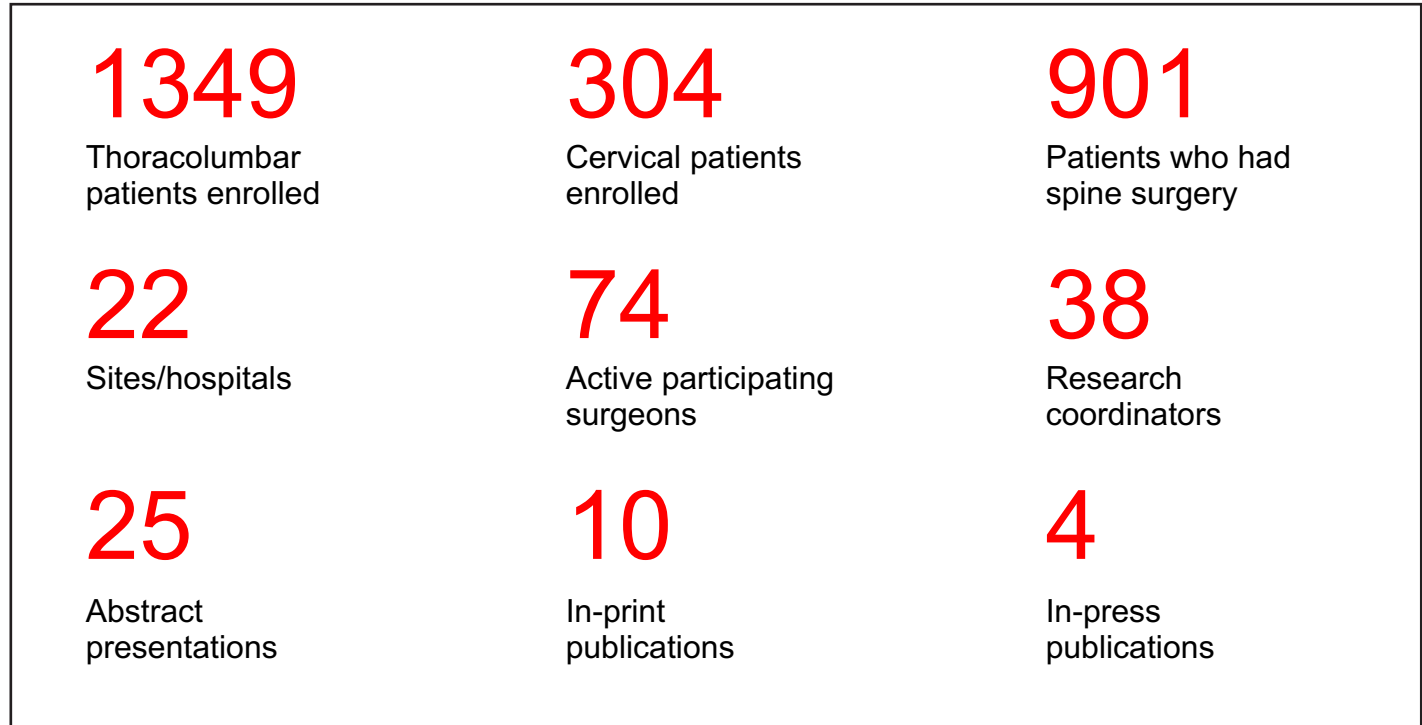 1349
Thoracolumbar
patients enrolled
304
Cervical patients
enrolled
901
Patients who had
spine surgery
22
Sites/hospitals
74
Active participating
surgeons
38
Research
coordinators
25
Abstract
presentations
10
In-print
publications
4
In-press
publications